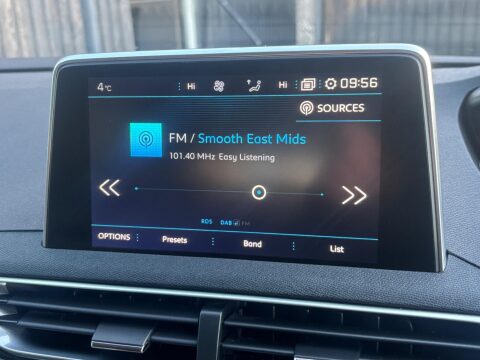 4°C Hi Hi 09:56
SOURCES
FM / Smooth East Mids
101.40 MHz Easy Listening
RDS DAB FM
OPTIONS Presets Band List